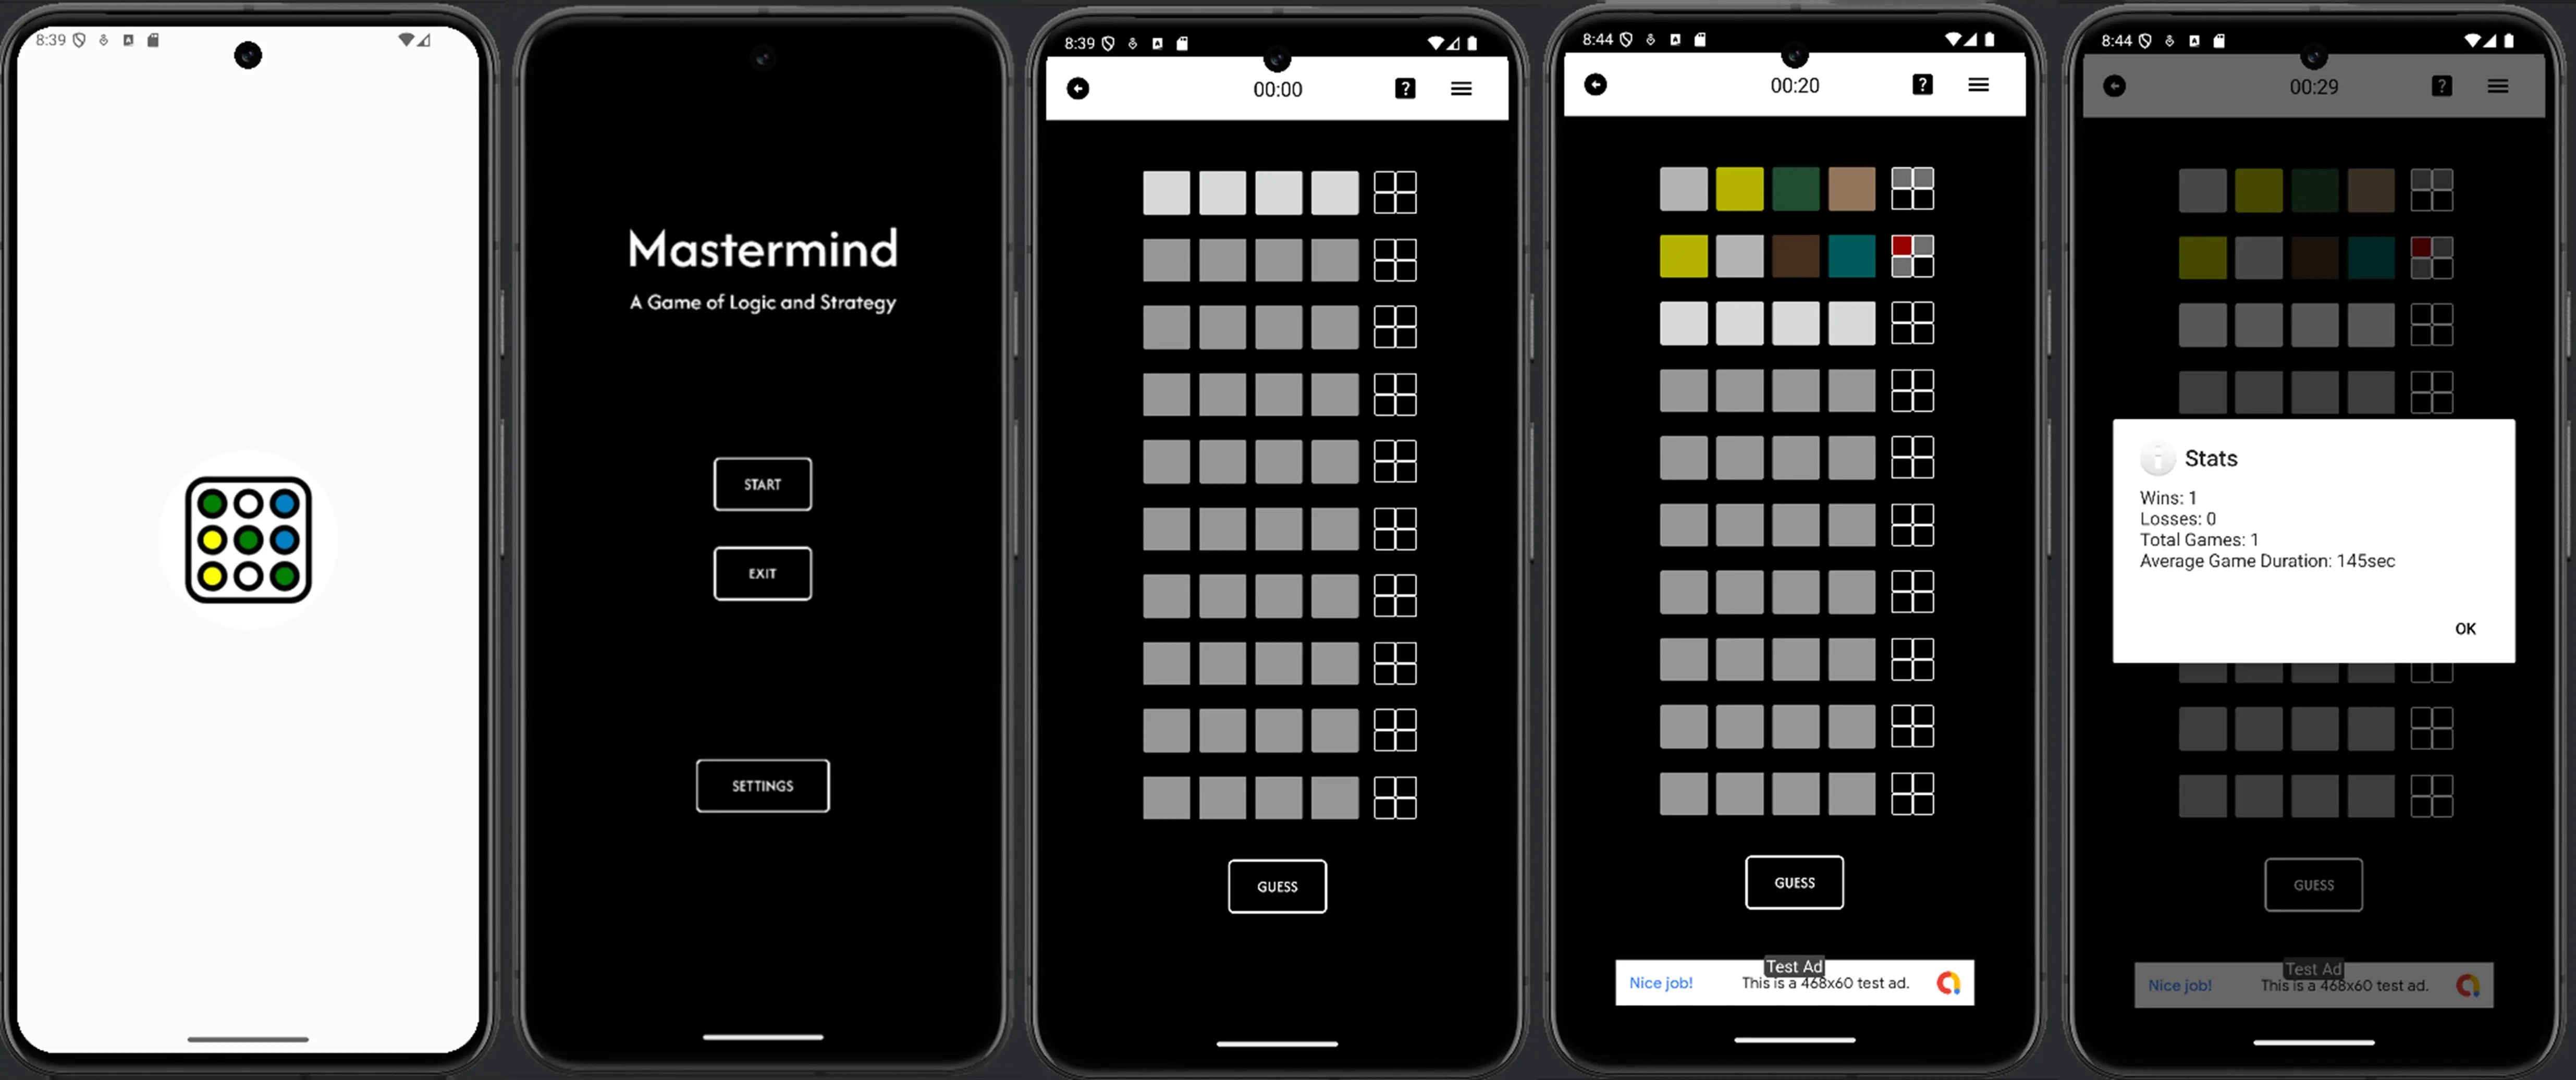 8:39
Mastermind
A Game of Logic and Strategy
START
EXIT
SETTINGS
8:39
00:00
?
GUESS
8:44
00:20
?
GUESS
Test Ad
Nice job!
This is a 468x60 test ad.
8:44
00:29
?
Stats
Wins: 1
Losses: 0
Total Games: 1
Average Game Duration: 145sec
OK
GUESS
Test Ad
Nice job!
This is a 468x60 test ad.